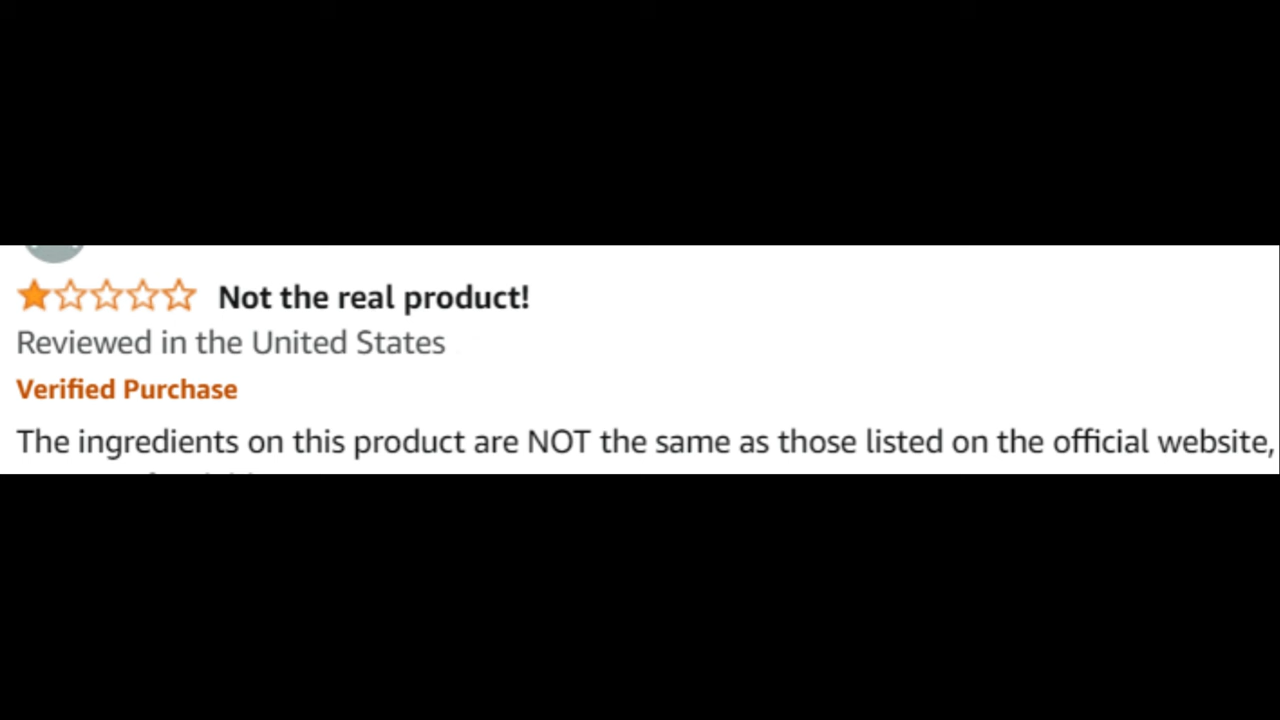 Not the real product!
Reviewed in the United States
Verified Purchase
The ingredients on this product are NOT the same as those listed on the official website,